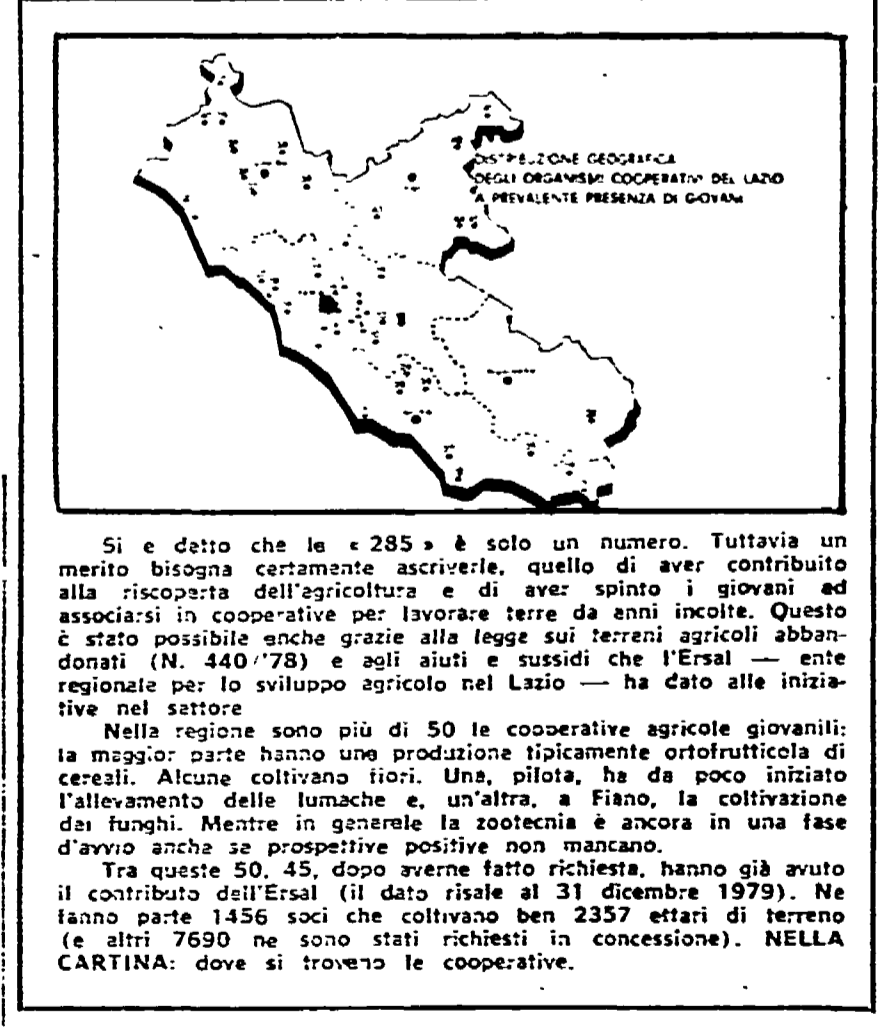 DISTRIBUZIONE GEOGRAFICA
DEGLI ORGANISMI COOPERATIVI DEL LAZIO
A PREVALENTE PRESENZA DI GIOVANI
Si e detto che la « 285 » è solo un numero. Tuttavia un
merito bisogna certamente ascriverle, quello di aver contribuito
alla riscoperta dell'agricoltura e di aver spinto i giovani ad
associarsi in cooperative per lavorare terre da anni incolte. Questo
è stato possibile anche grazie alla legge sui terreni agricoli abban-
donati (N. 440/'78) e agli aiuti e sussidi che l'Ersal — ente
regionale per lo sviluppo agricolo nel Lazio — ha dato alle inizia-
tive nel settore
Nella regione sono più di 50 le cooperative agricole giovanili:
la maggior parte hanno una produzione tipicamente ortofrutticola di
cereali. Alcune coltivano fiori. Una, pilota, ha da poco iniziato
l'allevamento delle lumache e, un'altra, a Fiano, la coltivazione
dei funghi. Mentre in generale la zootecnia è ancora in una fase
d'avvio anche se prospettive positive non mancano.
Tra queste 50, 45, dopo averne fatto richiesta, hanno già avuto
il contributo dell'Ersal (il dato risale al 31 dicembre 1979). Ne
fanno parte 1456 soci che coltivano ben 2357 ettari di terreno
(e altri 7690 ne sono stati richiesti in concessione). NELLA
CARTINA: dove si trovano le cooperative.